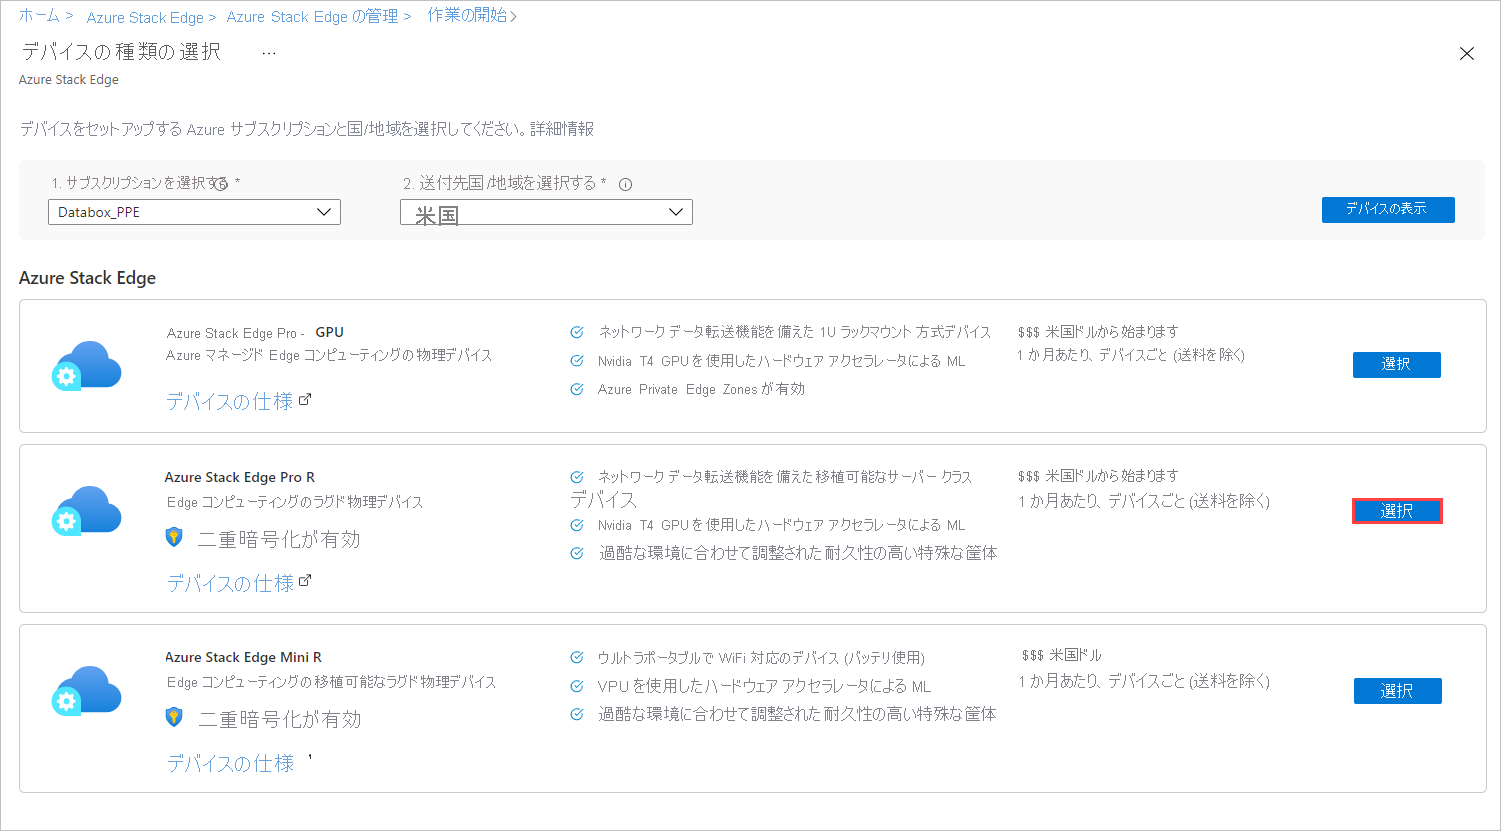 ホーム > Azure Stack Edge > Azure Stack Edge の管理 > 作業の開始 >
デバイスの種類の選択 ...
Azure Stack Edge
デバイスをセットアップする Azure サブスクリプションと国/地域を選択してください。詳細情報
1. サブスクリプションを選択する * 2. 送付先国/地域を選択する *
Databox_PPE 米国 デバイスの表示
Azure Stack Edge
Azure Stack Edge Pro - GPU
Azure マネージド Edge コンピューティングの物理デバイス
デバイスの仕様
ネットワーク データ転送機能を備えた 1U ラックマウント 方式デバイス
Nvidia T4 GPU を使用したハードウェア アクセラレータによる ML
Azure Private Edge Zones が有効
$$$ 米国ドルから始まります
1 か月あたり、デバイスごと (送料を除く)
選択
Azure Stack Edge Pro R
Edge コンピューティングのラグド物理デバイス
二重暗号化が有効
デバイスの仕様
ネットワーク データ転送機能を備えた移植可能なサーバー クラス
デバイス
Nvidia T4 GPU を使用したハードウェア アクセラレータによる ML
過酷な環境に合わせて調整された耐久性の高い特殊な筐体
$$$ 米国ドルから始まります
1 か月あたり、デバイスごと (送料を除く)
選択
Azure Stack Edge Mini R
Edge コンピューティングの移植可能なラグド物理デバイス
二重暗号化が有効
デバイスの仕様
ウルトラポータブルで WiFi 対応のデバイス (バッテリ使用)
VPU を使用したハードウェア アクセラレータによる ML
過酷な環境に合わせて調整された耐久性の高い特殊な筐体
$$$ 米国ドル
1 か月あたり、デバイスごと (送料を除く)
選択